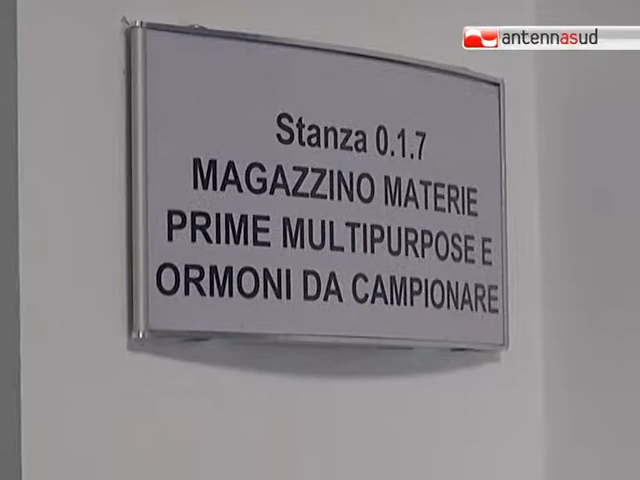 antennasud
Stanza 0.1.7
MAGAZZINO MATERIE
PRIME MULTIPURPOSE E
ORMONI DA CAMPIONARE